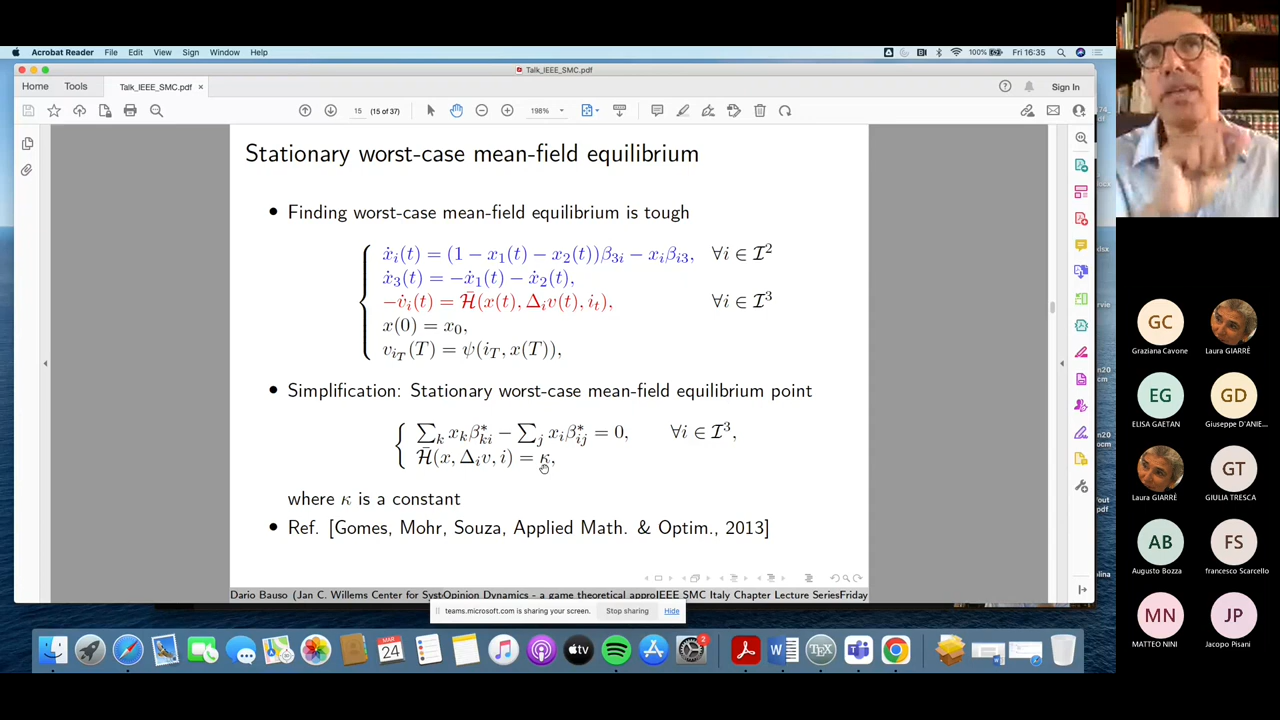 Acrobat Reader File Edit View Sign Window Help 100% Fri 16:35
Talk_IEEE_SMC.pdf
Home Tools Talk_IEEE_SMC.pdf × Sign In
15 (15 of 37) 198%
Stationary worst-case mean-field equilibrium
• Finding worst-case mean-field equilibrium is tough
ẋᵢ(t) = (1 − x₁(t) − x₂(t))β₃ᵢ − xᵢβᵢ₃, ∀i ∈ ℐ²
ẋ₃(t) = −ẋ₁(t) − ẋ₂(t),
−v̇ᵢ(t) = H̄(x(t), Δᵢv(t), iₜ), ∀i ∈ ℐ³
x(0) = x₀,
v_{i_T}(T) = ψ(i_T, x(T)),
• Simplification: Stationary worst-case mean-field equilibrium point
∑ₖ xₖβ*ₖᵢ − ∑ⱼ xᵢβ*ᵢⱼ = 0, ∀i ∈ ℐ³,
H̄(x, Δᵢv, i) = κ,
where κ is a constant
• Ref. [Gomes, Mohr, Souza, Applied Math. & Optim., 2013]
Dario Bauso (Jan C. Willems Center for Syst Opinion Dynamics - a game theoretical appro IEEE SMC Italy Chapter Lecture Series Friday
teams.microsoft.com is sharing your screen. Stop sharing Hide
GC
Graziana Cavone
Laura GIARRÉ
EG
ELISA GAETAN
GD
Giuseppe D'ANIE...
Laura GIARRÉ
GT
GIULIA TRESCA
AB
Augusto Bozza
FS
francesco Scarcello
MN
MATTEO NINI
JP
Jacopo Pisani
MAR
24
2
W
TEX